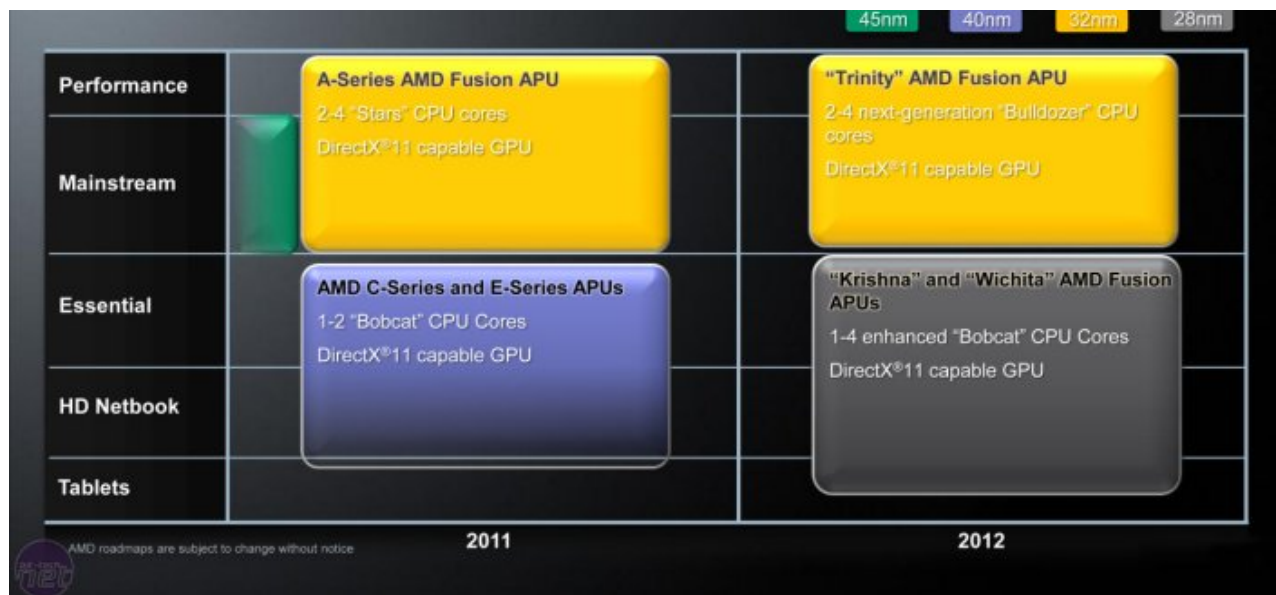 45nm 40nm 32nm 28nm
Performance
Mainstream
Essential
HD Netbook
Tablets
A-Series AMD Fusion APU
2-4 “Stars” CPU cores
DirectX®11 capable GPU
“Trinity” AMD Fusion APU
2-4 next-generation “Bulldozer” CPU
cores
DirectX®11 capable GPU
AMD C-Series and E-Series APUs
1-2 “Bobcat” CPU Cores
DirectX®11 capable GPU
“Krishna” and “Wichita” AMD Fusion
APUs
1-4 enhanced “Bobcat” CPU Cores
DirectX®11 capable GPU
2011
2012
AMD roadmaps are subject to change without notice
net